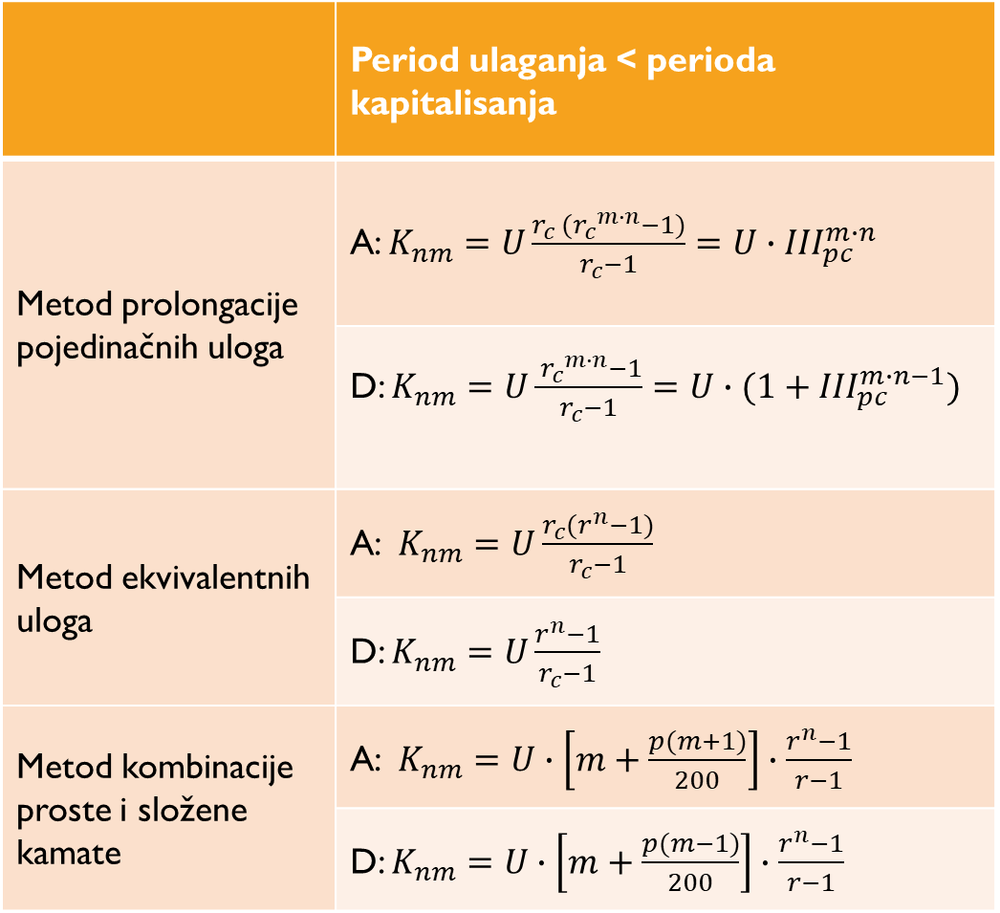 Period ulaganja < perioda
kapitalisanja
Metod prolongacije
pojedinačnih uloga
A: $K_{nm} = U\frac{r_c\,(r_c^{m \cdot n}-1)}{r_c-1} = U \cdot III_{pc}^{m \cdot n}$
D: $K_{nm} = U\frac{r_c^{m \cdot n}-1}{r_c-1} = U \cdot (1 + III_{pc}^{m \cdot n-1})$
Metod ekvivalentnih
uloga
A: $K_{nm} = U\frac{r_c(r^n-1)}{r_c-1}$
D: $K_{nm} = U\frac{r^n-1}{r_c-1}$
Metod kombinacije
proste i složene
kamate
A: $K_{nm} = U \cdot \left[m + \frac{p(m+1)}{200}\right] \cdot \frac{r^n-1}{r-1}$
D: $K_{nm} = U \cdot \left[m + \frac{p(m-1)}{200}\right] \cdot \frac{r^n-1}{r-1}$